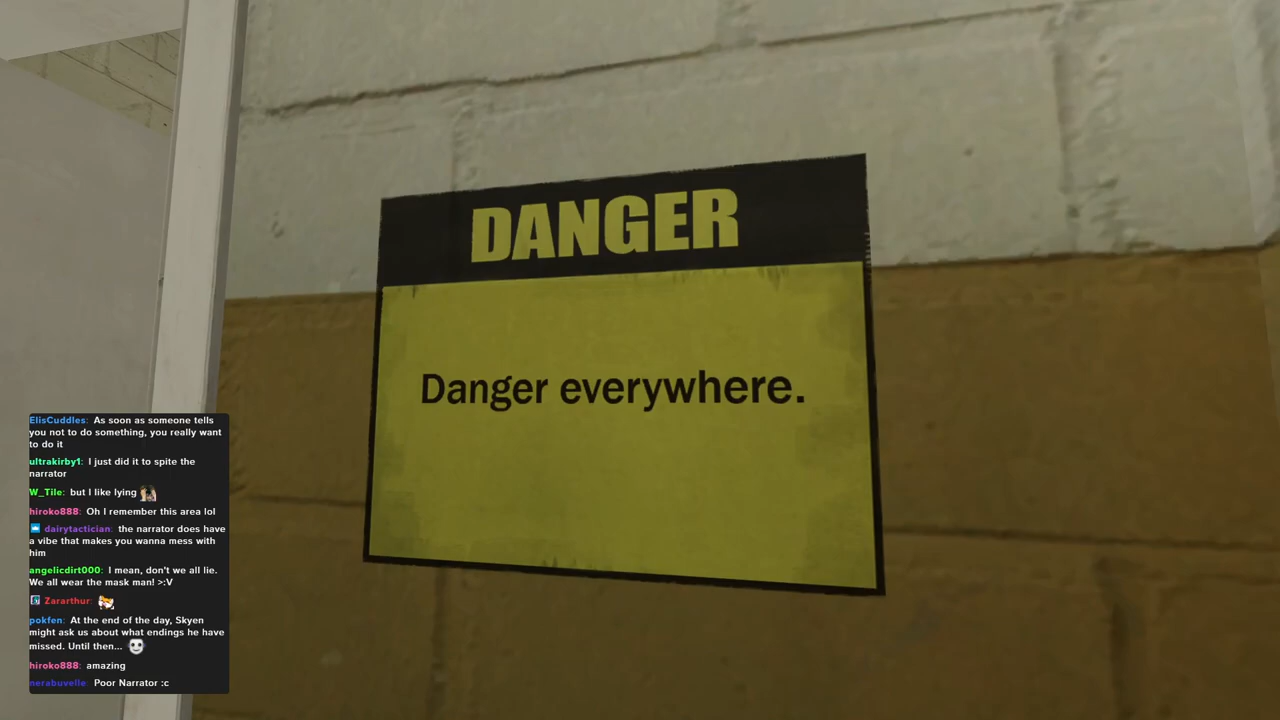 DANGER
Danger everywhere.
ElisCuddles: As soon as someone tells
you not to do something, you really want
to do it
ultrakirby1: I just did it to spite the
narrator
W_Tile: but I like lying
hiroko888: Oh I remember this area lol
dairytactician: the narrator does have
a vibe that makes you wanna mess with
him
angelicdirt000: I mean, don't we all lie.
We all wear the mask man! >:V
Zararthur:
pokfen: At the end of the day, Skyen
might ask us about what endings he have
missed. Until then...
hiroko888: amazing
nerabuvelle: Poor Narrator :c